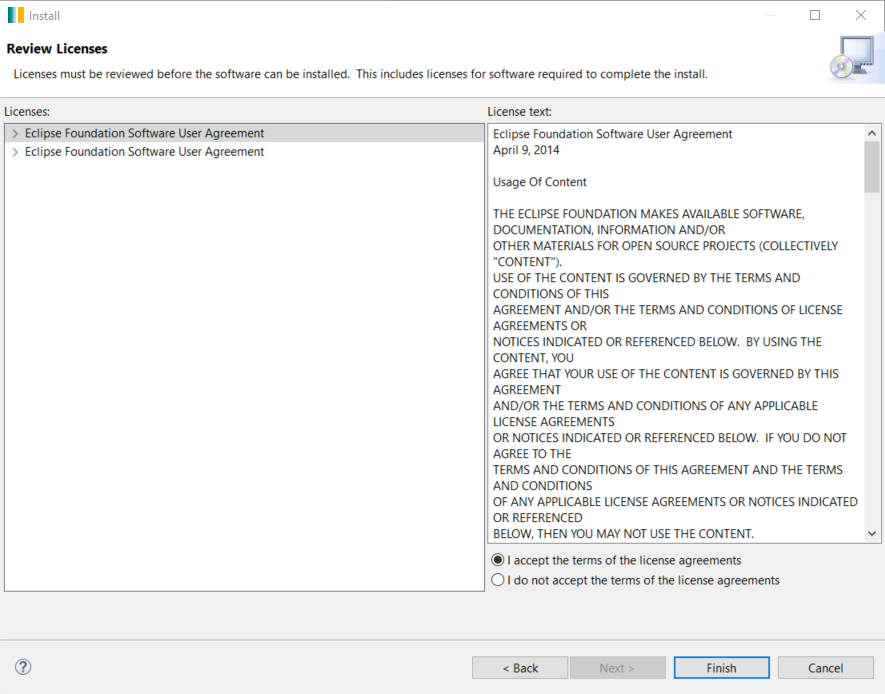 Install
Review Licenses
Licenses must be reviewed before the software can be installed.  This includes licenses for software required to complete the install.
Licenses:
Eclipse Foundation Software User Agreement
Eclipse Foundation Software User Agreement
License text:
Eclipse Foundation Software User Agreement
April 9, 2014
Usage Of Content
THE ECLIPSE FOUNDATION MAKES AVAILABLE SOFTWARE,
DOCUMENTATION, INFORMATION AND/OR
OTHER MATERIALS FOR OPEN SOURCE PROJECTS (COLLECTIVELY
"CONTENT").
USE OF THE CONTENT IS GOVERNED BY THE TERMS AND
CONDITIONS OF THIS
AGREEMENT AND/OR THE TERMS AND CONDITIONS OF LICENSE
AGREEMENTS OR
NOTICES INDICATED OR REFERENCED BELOW.  BY USING THE
CONTENT, YOU
AGREE THAT YOUR USE OF THE CONTENT IS GOVERNED BY THIS
AGREEMENT
AND/OR THE TERMS AND CONDITIONS OF ANY APPLICABLE
LICENSE AGREEMENTS
OR NOTICES INDICATED OR REFERENCED BELOW.  IF YOU DO NOT
AGREE TO THE
TERMS AND CONDITIONS OF THIS AGREEMENT AND THE TERMS
AND CONDITIONS
OF ANY APPLICABLE LICENSE AGREEMENTS OR NOTICES INDICATED
OR REFERENCED
BELOW, THEN YOU MAY NOT USE THE CONTENT.
I accept the terms of the license agreements
I do not accept the terms of the license agreements
?
< Back
Next >
Finish
Cancel